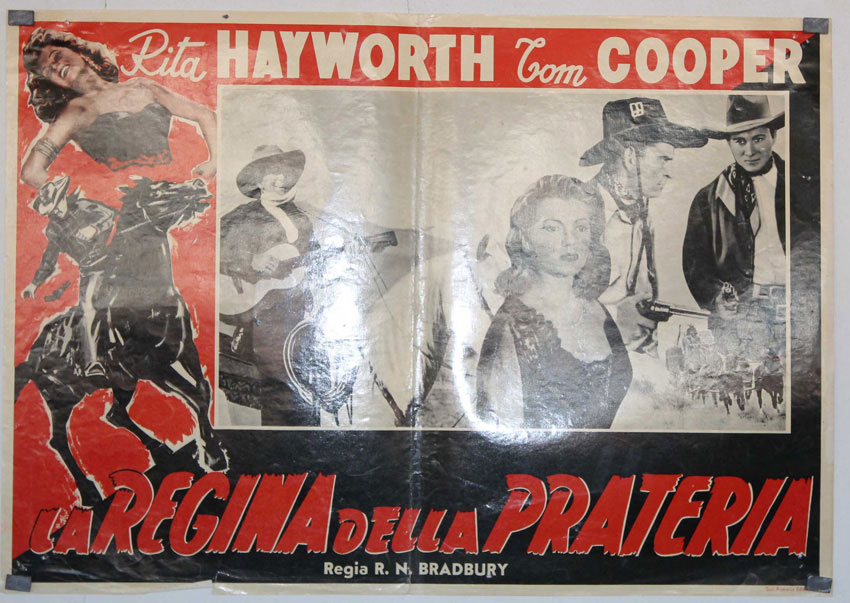 Rita HAYWORTH Tom COOPER
LA REGINA DELLA PRATERIA
Regia R. N. BRADBURY